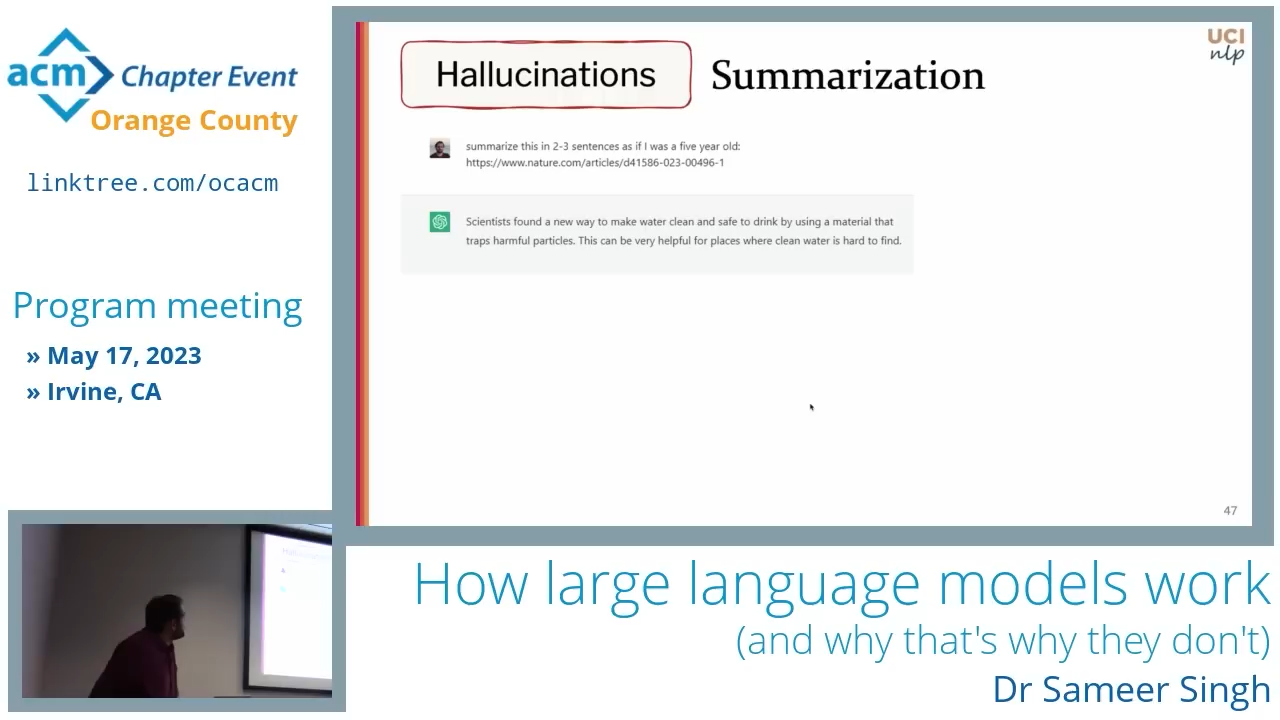 acm Chapter Event
Orange County
linktree.com/ocacm
Program meeting
» May 17, 2023
» Irvine, CA
Hallucinations Summarization
UCI
nlp
summarize this in 2-3 sentences as if I was a five year old:
https://www.nature.com/articles/d41586-023-00496-1
Scientists found a new way to make water clean and safe to drink by using a material that
traps harmful particles. This can be very helpful for places where clean water is hard to find.
47
How large language models work
(and why that's why they don't)
Dr Sameer Singh